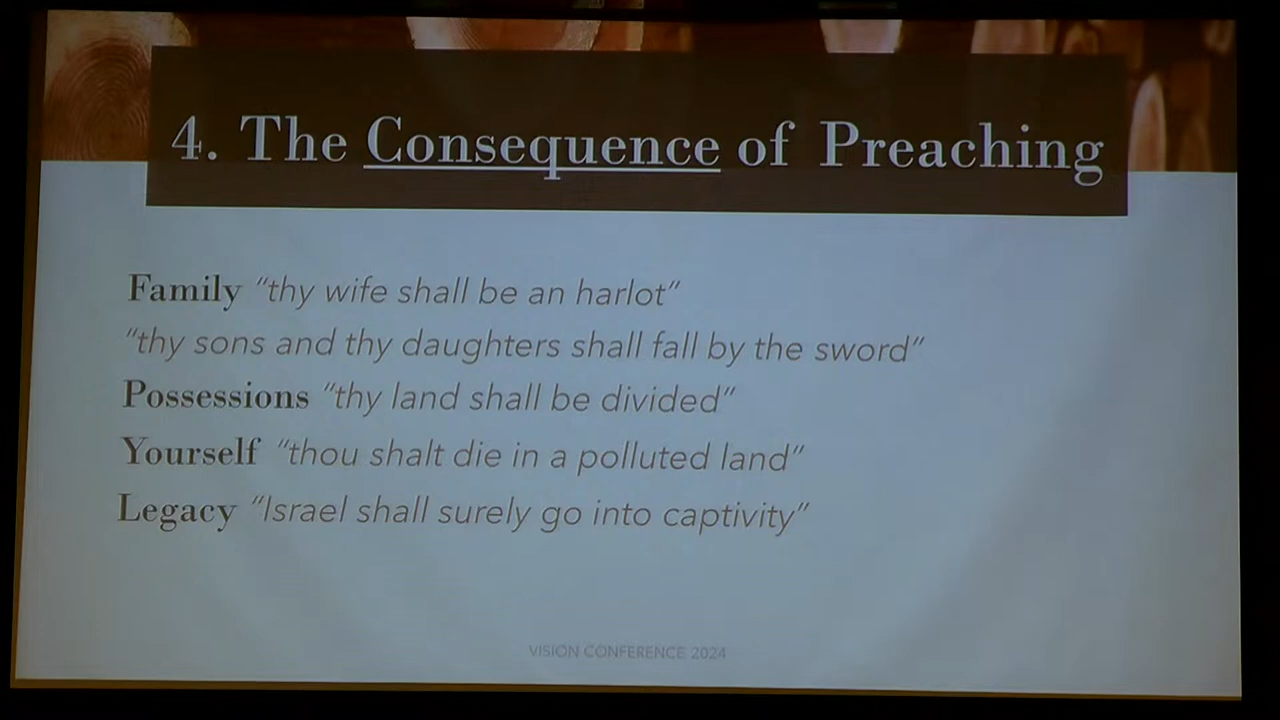 4. The Consequence of Preaching
Family "thy wife shall be an harlot"
"thy sons and thy daughters shall fall by the sword"
Possessions "thy land shall be divided"
Yourself "thou shalt die in a polluted land"
Legacy "Israel shall surely go into captivity"
VISION CONFERENCE 2024